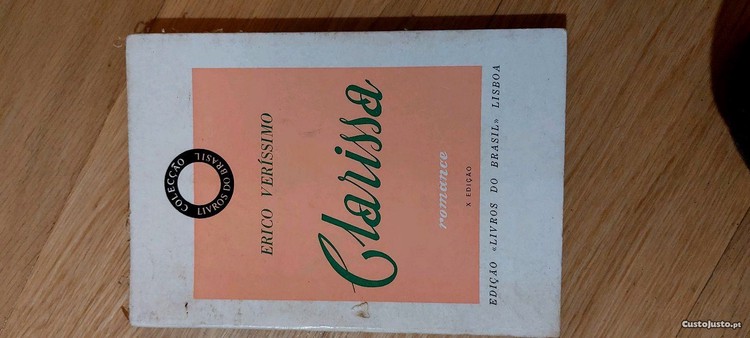 COLECÇÃO
LIVROS DO BRASIL
ERICO VERÍSSIMO
Clarissa
romance
X EDIÇÃO
EDIÇÃO «LIVROS DO BRASIL» LISBOA
CustoJusto.pt